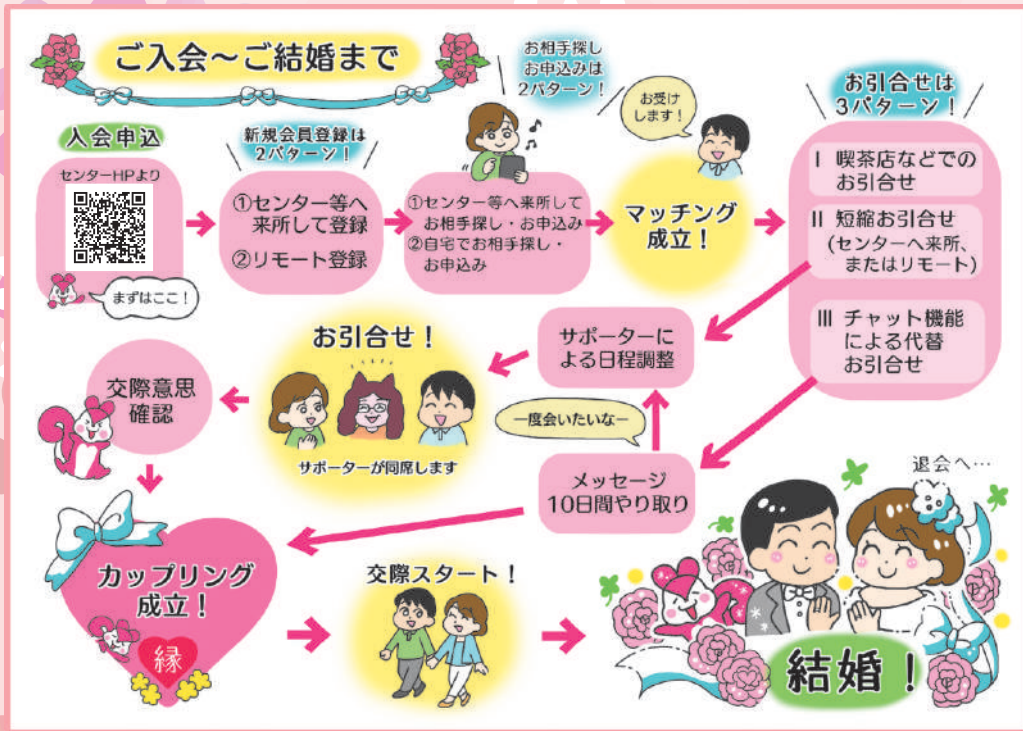 ご入会～ご結婚まで
入会申込
センターHPより
まずはここ！
新規会員登録は
2パターン！
①センター等へ
来所して登録
②リモート登録
お相手探し
お申込みは
2パターン！
①センター等へ来所して
お相手探し・お申込み
②自宅でお相手探し・
お申込み
お受け
します！
マッチング
成立！
お引合せは
3パターン！
Ⅰ 喫茶店などでの
お引合せ
Ⅱ 短縮お引合せ
(センターへ来所、
またはリモート)
Ⅲ チャット機能
による代替
お引合せ
サポーターに
よる日程調整
一度会いたいなー
メッセージ
10日間やり取り
お引合せ！
サポーターが同席します
交際意思
確認
カップリング
成立！
縁
交際スタート！
退会へ…
結婚！